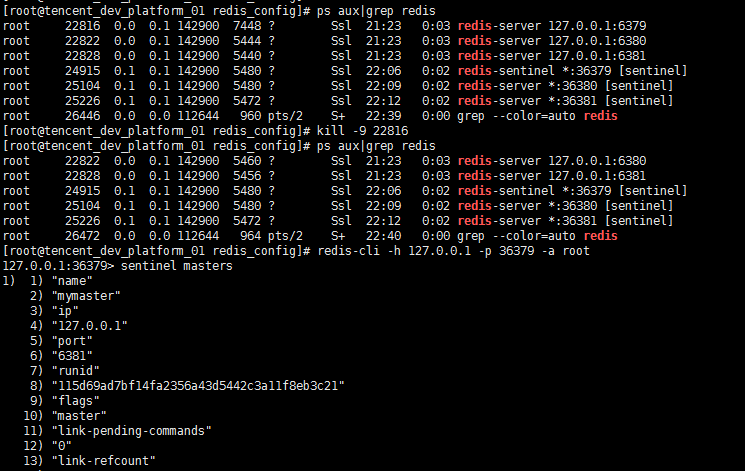 [root@tencent_dev_platform_01 redis_config]# ps aux|grep redis
root     22816  0.0  0.1 142900  7448 ?        Ssl  21:23   0:03 redis-server 127.0.0.1:6379
root     22822  0.0  0.1 142900  5444 ?        Ssl  21:23   0:03 redis-server 127.0.0.1:6380
root     22828  0.0  0.1 142900  5440 ?        Ssl  21:23   0:03 redis-server 127.0.0.1:6381
root     24915  0.1  0.1 142900  5480 ?        Ssl  22:06   0:02 redis-sentinel *:36379 [sentinel]
root     25104  0.1  0.1 142900  5480 ?        Ssl  22:09   0:02 redis-server *:36380 [sentinel]
root     25226  0.1  0.1 142900  5472 ?        Ssl  22:12   0:02 redis-server *:36381 [sentinel]
root     26446  0.0  0.0 112644   960 pts/2    S+   22:39   0:00 grep --color=auto redis
[root@tencent_dev_platform_01 redis_config]# kill -9 22816
[root@tencent_dev_platform_01 redis_config]# ps aux|grep redis
root     22822  0.0  0.1 142900  5460 ?        Ssl  21:23   0:03 redis-server 127.0.0.1:6380
root     22828  0.0  0.1 142900  5456 ?        Ssl  21:23   0:03 redis-server 127.0.0.1:6381
root     24915  0.1  0.1 142900  5480 ?        Ssl  22:06   0:02 redis-sentinel *:36379 [sentinel]
root     25104  0.1  0.1 142900  5480 ?        Ssl  22:09   0:02 redis-server *:36380 [sentinel]
root     25226  0.1  0.1 142900  5472 ?        Ssl  22:12   0:02 redis-server *:36381 [sentinel]
root     26472  0.0  0.0 112644   964 pts/2    S+   22:40   0:00 grep --color=auto redis
[root@tencent_dev_platform_01 redis_config]# redis-cli -h 127.0.0.1 -p 36379 -a root
127.0.0.1:36379> sentinel masters
1)  1) "name"
    2) "mymaster"
    3) "ip"
    4) "127.0.0.1"
    5) "port"
    6) "6381"
    7) "runid"
    8) "115d69ad7bf14fa2356a43d5442c3a11f8eb3c21"
    9) "flags"
   10) "master"
   11) "link-pending-commands"
   12) "0"
   13) "link-refcount"